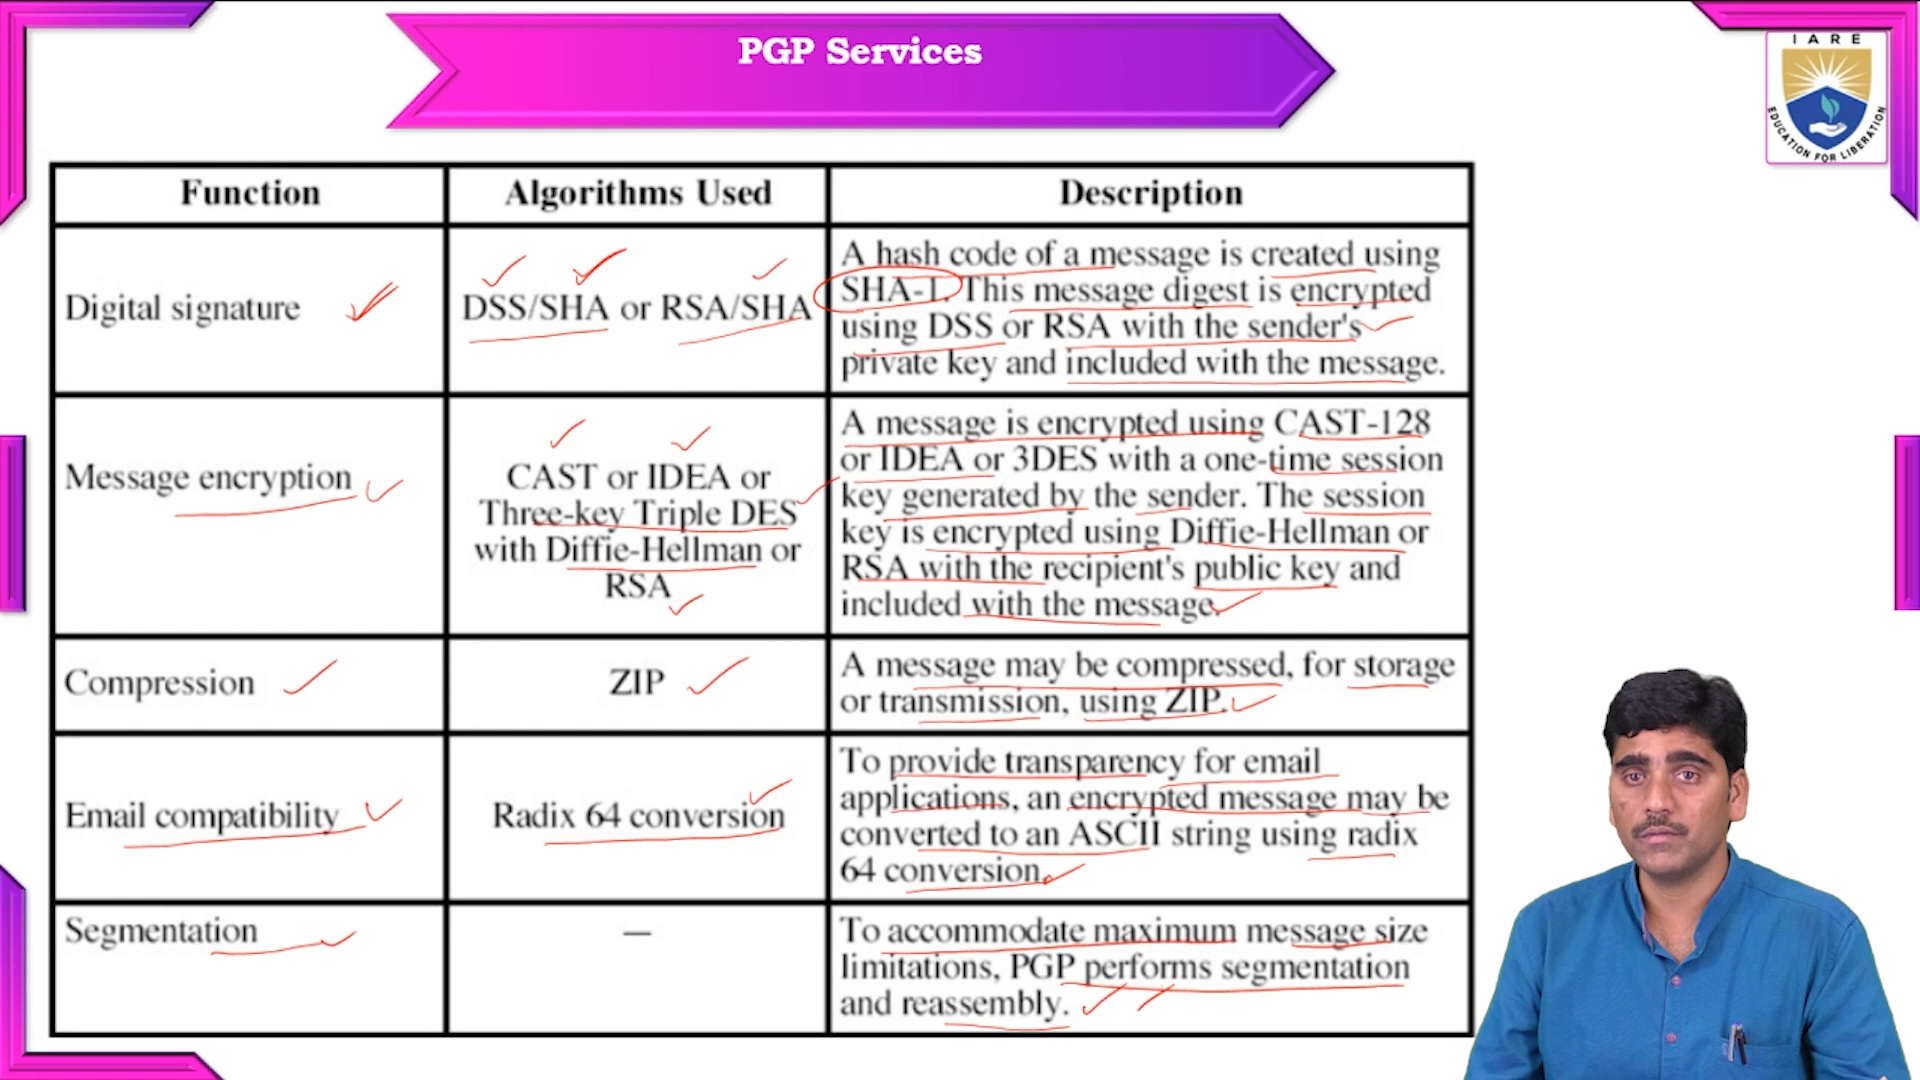 PGP Services
IARE
EDUCATION FOR LIBERATION
Function
Algorithms Used
Description
Digital signature
DSS/SHA or RSA/SHA
A hash code of a message is created using
SHA-1. This message digest is encrypted
using DSS or RSA with the sender's
private key and included with the message.
Message encryption
CAST or IDEA or
Three-key Triple DES
with Diffie-Hellman or
RSA
A message is encrypted using CAST-128
or IDEA or 3DES with a one-time session
key generated by the sender. The session
key is encrypted using Diffie-Hellman or
RSA with the recipient's public key and
included with the message.
Compression
ZIP
A message may be compressed, for storage
or transmission, using ZIP.
Email compatibility
Radix 64 conversion
To provide transparency for email
applications, an encrypted message may be
converted to an ASCII string using radix
64 conversion.
Segmentation
—
To accommodate maximum message size
limitations, PGP performs segmentation
and reassembly.